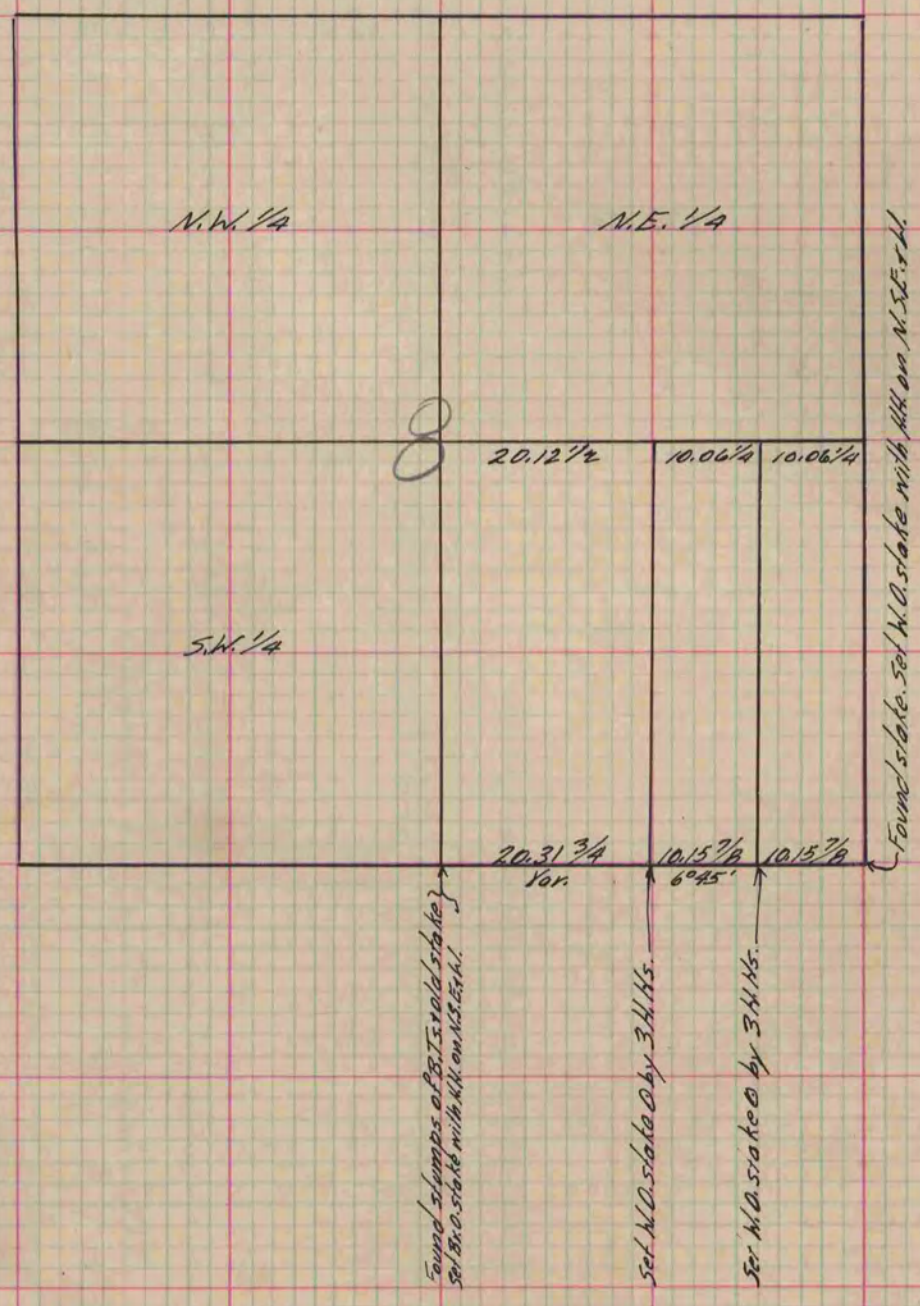 N.W. 1/4
N.E. 1/4
8
20.12 1/2
10.06 1/4
10.06 1/4
S.W. 1/4
20.31 3/4
10.15 7/8
10.15 7/8
Var.
6°45'
Found stumps of B.Ts. & old stake
Set Bx.O. stake with H.H. on N.S.E. & W.
Set W.O. stake by 3 H.Hs.
Set W.O. stake by 3 H.Hs.
Found stake. Set W.O. stake with H.H. on N.S.E. & W.